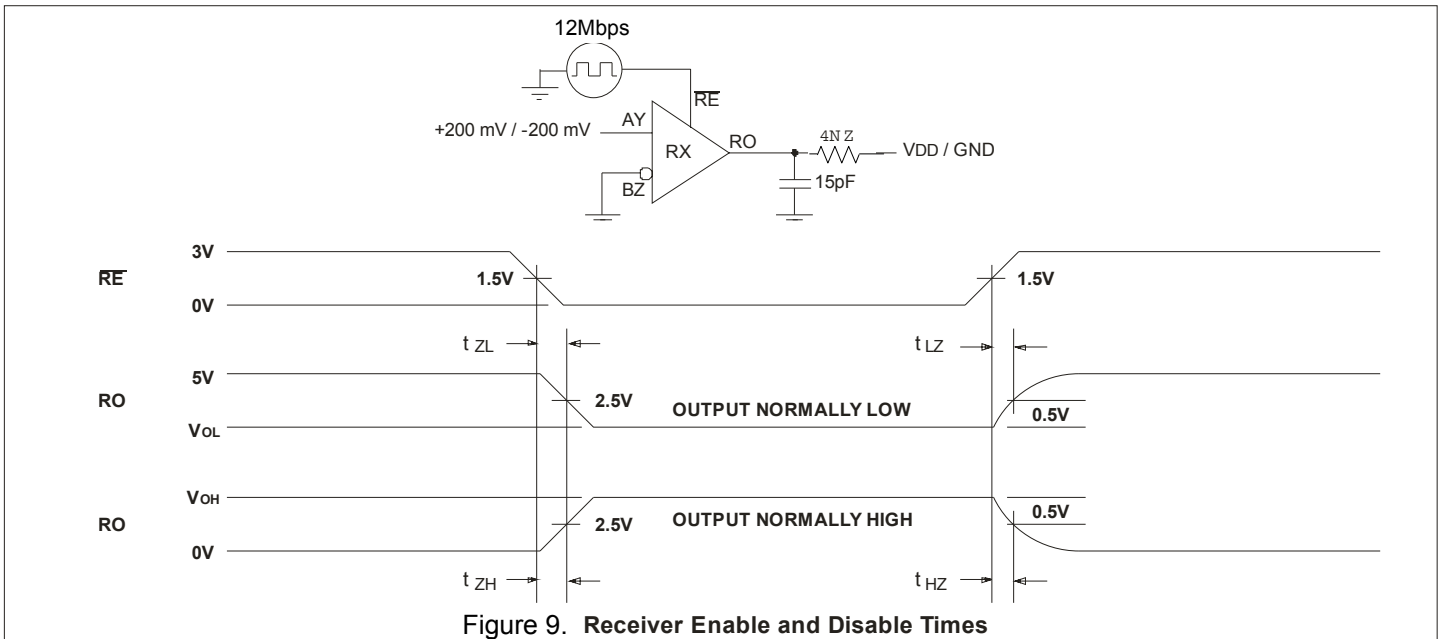 12Mbps
RE
+200 mV / -200 mV
AY
RX
RO
4N Z
VDD / GND
BZ
15pF
3V
RE
1.5V
1.5V
0V
t ZL
t LZ
5V
RO
2.5V
OUTPUT NORMALLY LOW
0.5V
VOL
VOH
RO
2.5V
OUTPUT NORMALLY HIGH
0.5V
0V
t ZH
t HZ
Figure 9. Receiver Enable and Disable Times